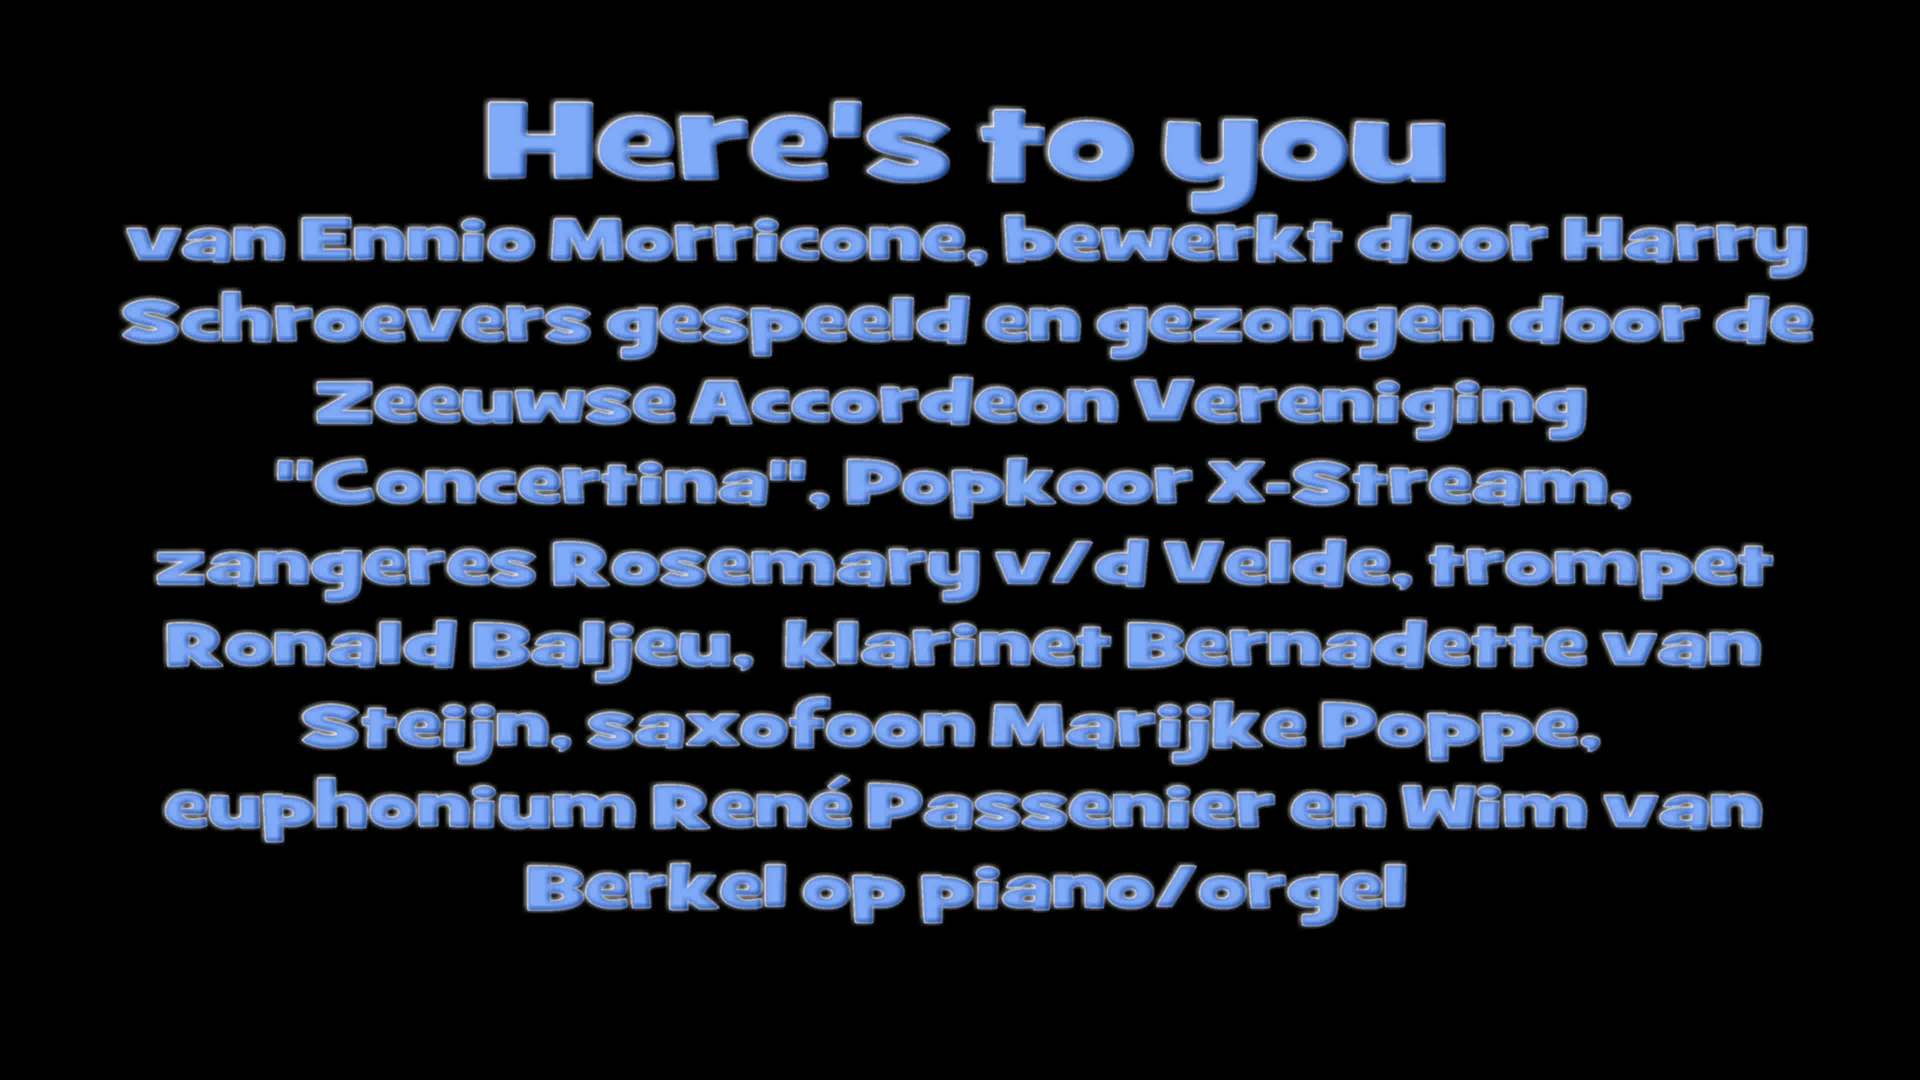 Here's to you
van Ennio Morricone, bewerkt door Harry
Schroevers gespeeld en gezongen door de
Zeeuwse Accordeon Vereniging
"Concertina", Popkoor X-Stream,
zangeres Rosemary v/d Velde, trompet
Ronald Baljeu, klarinet Bernadette van
Steijn, saxofoon Marijke Poppe,
euphonium René Passenier en Wim van
Berkel op piano/orgel